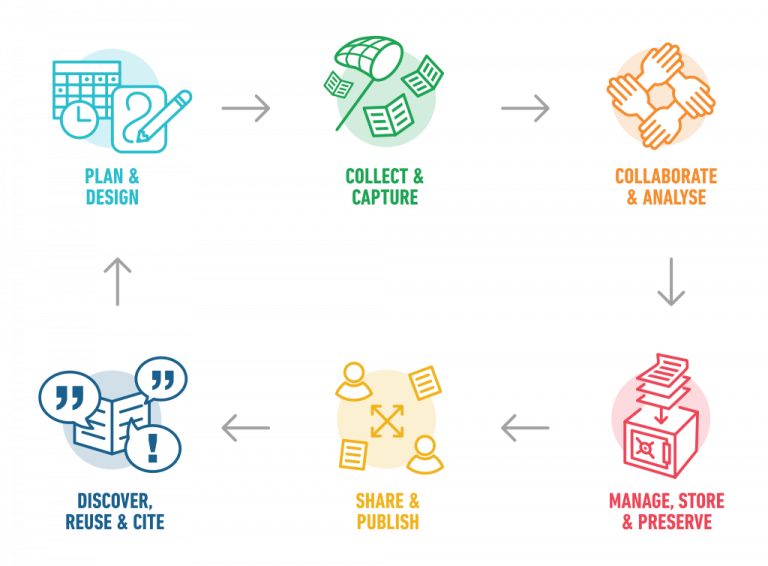 PLAN &
DESIGN
COLLECT &
CAPTURE
COLLABORATE
& ANALYSE
MANAGE, STORE
& PRESERVE
SHARE &
PUBLISH
DISCOVER,
REUSE & CITE